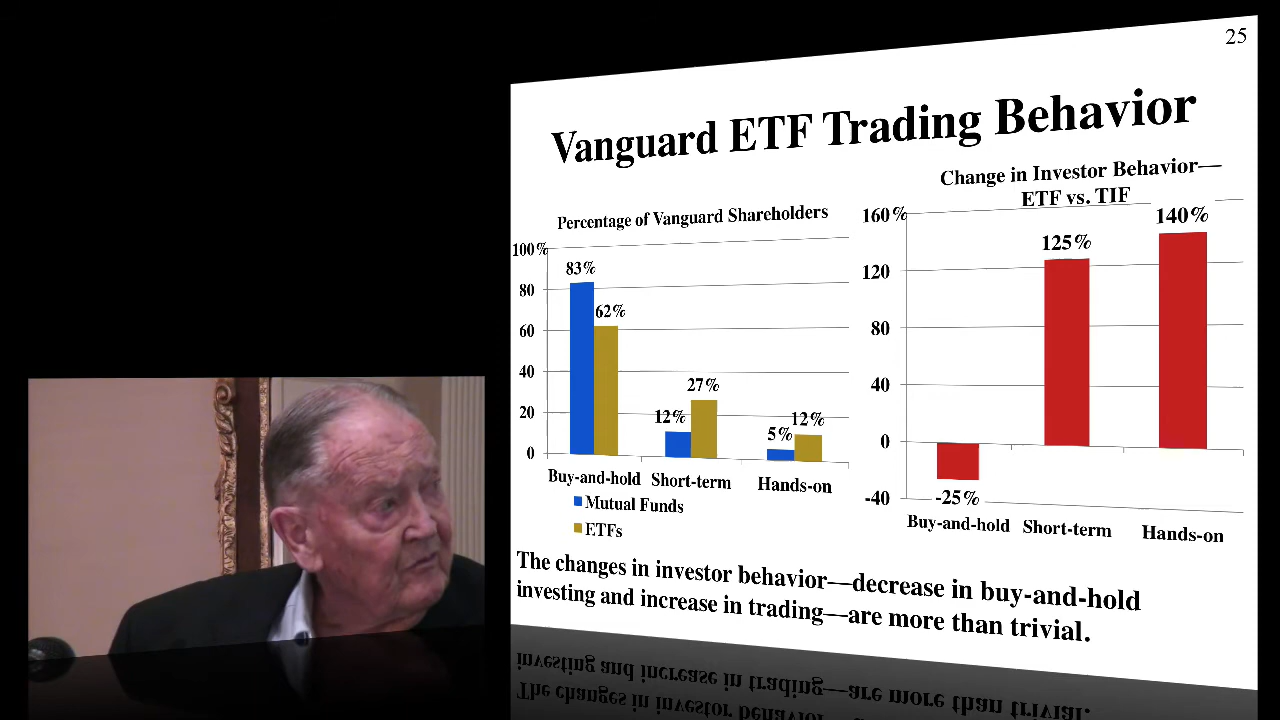 25
Vanguard ETF Trading Behavior
Percentage of Vanguard Shareholders
100%
80
60
40
20
0
83%
62%
12%
27%
5%
12%
Buy-and-hold
Short-term
Hands-on
Mutual Funds
ETFs
Change in Investor Behavior—
ETF vs. TIF
160%
120
80
40
0
-40
-25%
125%
140%
Buy-and-hold
Short-term
Hands-on
The changes in investor behavior—decrease in buy-and-hold
investing and increase in trading—are more than trivial.